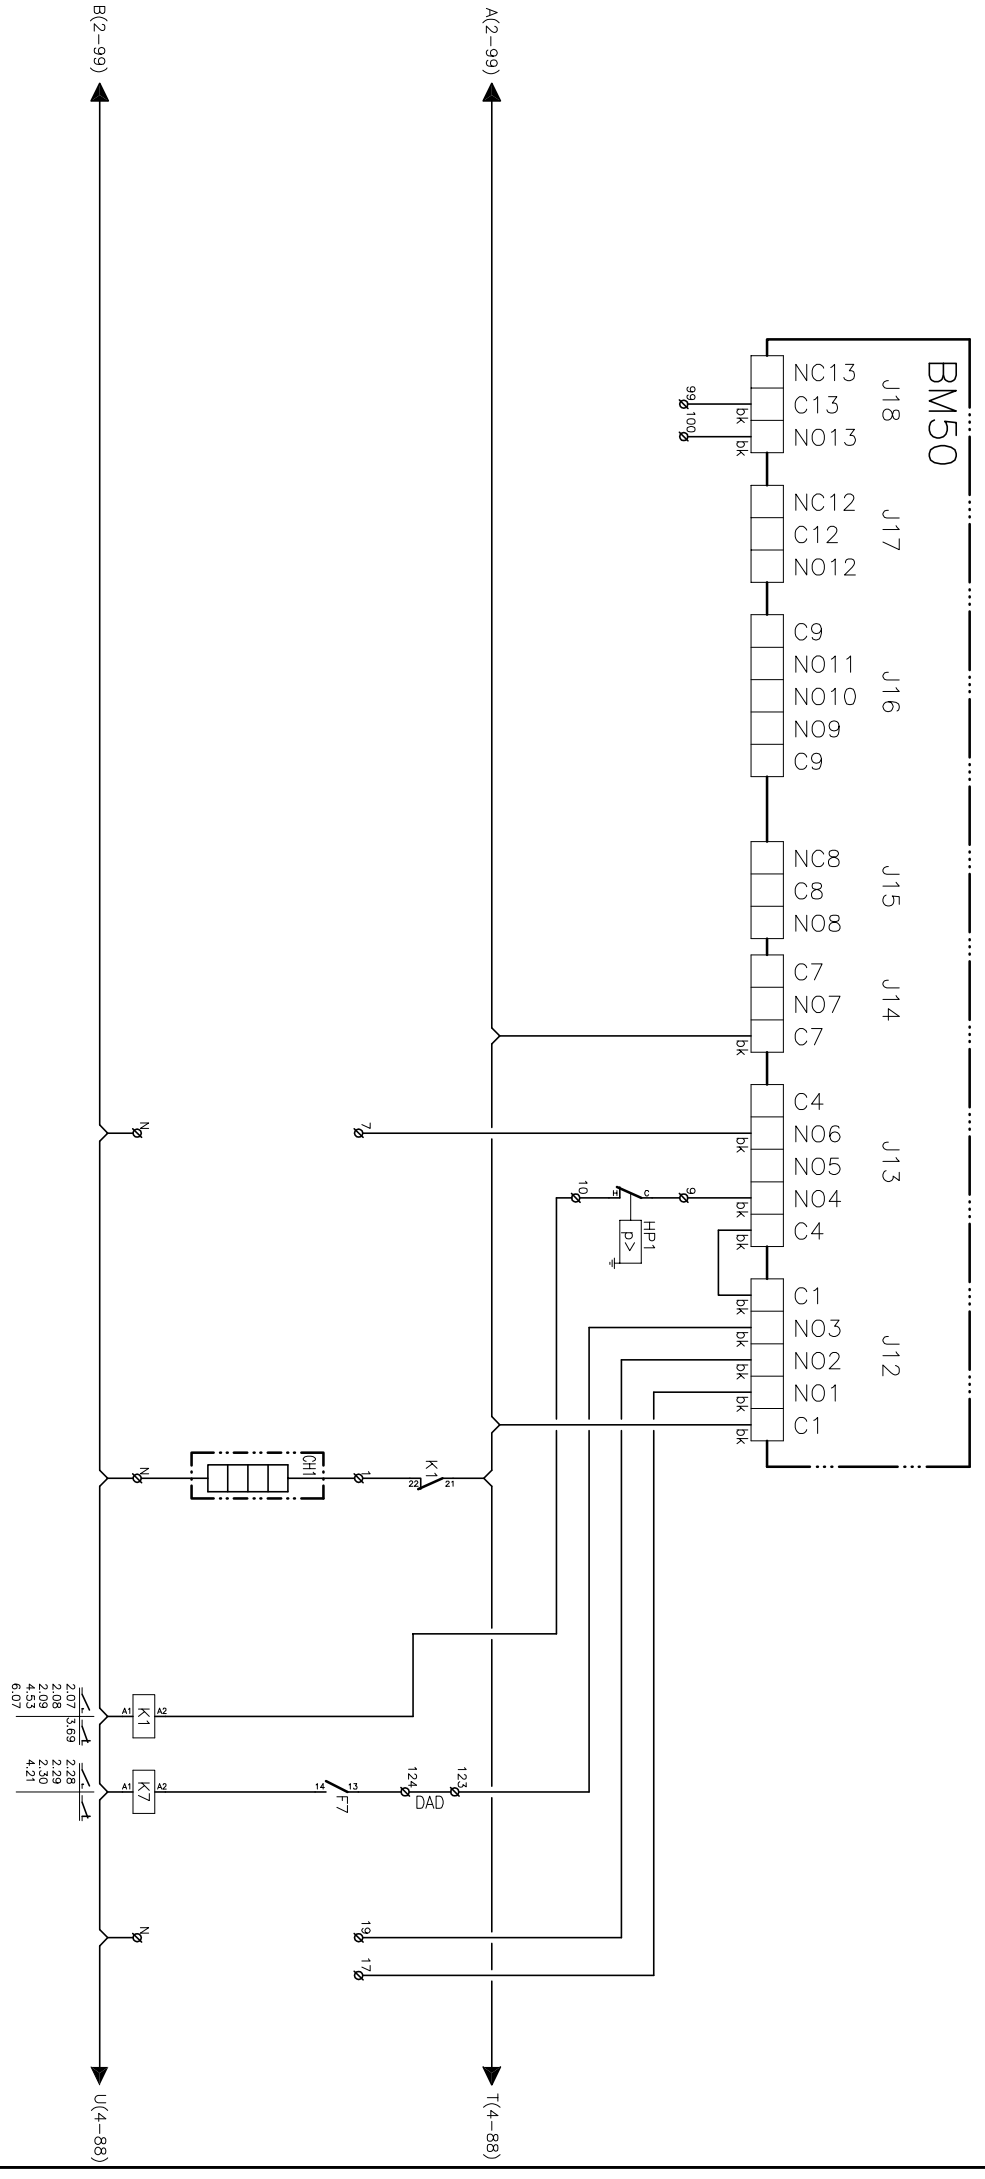 BM50
J18
NC13
C13
NO13
bk
bk
99
100
J17
NC12
C12
NO12
J16
C9
NO11
NO10
NO9
C9
J15
NC8
C8
NO8
J14
C7
NO7
C7
bk
J13
C4
NO6
NO5
NO4
C4
bk
bk
bk
J12
C1
NO3
NO2
NO1
C1
bk
bk
bk
bk
bk
A(2-99)
T(4-88)
B(2-99)
U(4-88)
7
N
9
C
H
HP1
p>
10
K1
21
22
1
CH1
N
A2
K1
A1
2.07
2.08
2.09
4.53
6.07
3.69
123
DAD
124
13
F7
14
A2
K7
A1
2.28
2.29
2.30
4.21
19
17
N